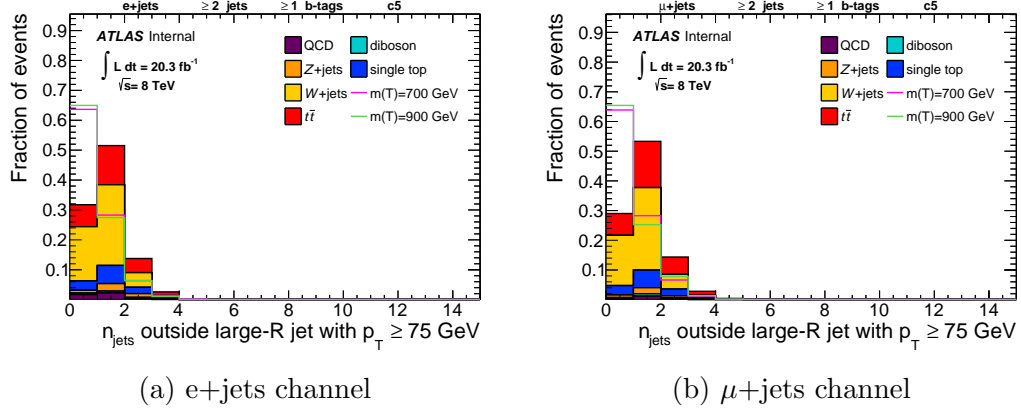 e+jets ≥ 2 jets ≥ 1 b-tags c5
ATLAS Internal
∫ L dt = 20.3 fb⁻¹
√s= 8 TeV
QCD
Z+jets
W+jets
tt̄
diboson
single top
m(T)=700 GeV
m(T)=900 GeV
Fraction of events
0.9
0.8
0.7
0.6
0.5
0.4
0.3
0.2
0.1
0 2 4 6 8 10 12 14
n_jets outside large-R jet with p_T ≥ 75 GeV
(a) e+jets channel
μ+jets ≥ 2 jets ≥ 1 b-tags c5
ATLAS Internal
∫ L dt = 20.3 fb⁻¹
√s= 8 TeV
QCD
Z+jets
W+jets
tt̄
diboson
single top
m(T)=700 GeV
m(T)=900 GeV
Fraction of events
0.9
0.8
0.7
0.6
0.5
0.4
0.3
0.2
0.1
0 2 4 6 8 10 12 14
n_jets outside large-R jet with p_T ≥ 75 GeV
(b) μ+jets channel